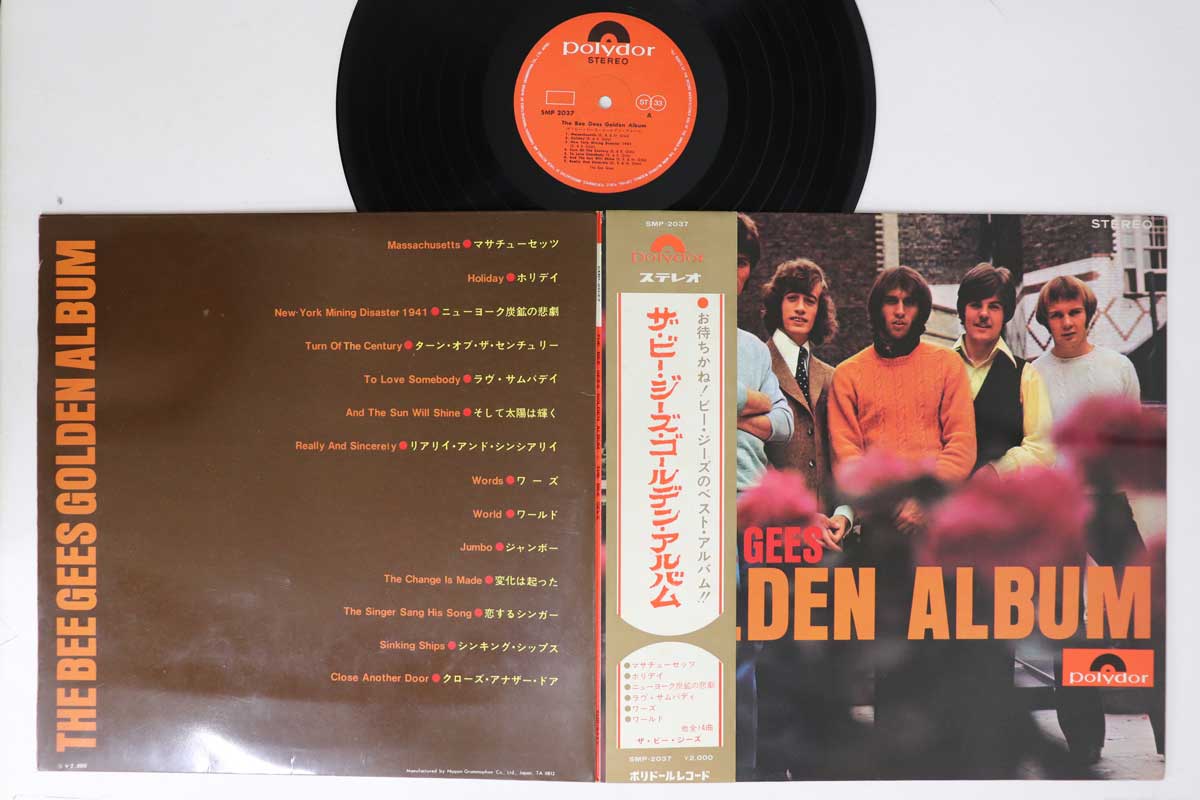 polydor
STEREO
SMP 2037
ST 33
A
The Bee Gees Golden Album
THE BEE GEES GOLDEN ALBUM
Massachusetts ● マサチューセッツ
Holiday ● ホリデイ
New-York Mining Disaster 1941 ● ニューヨーク炭鉱の悲劇
Turn Of The Century ● ターン・オブ・ザ・センチュリー
To Love Somebody ● ラヴ・サムバデイ
And The Sun Will Shine ● そして太陽は輝く
Really And Sincerely ● リアリイ・アンド・シンシアリイ
Words ● ワーズ
World ● ワールド
Jumbo ● ジャンボー
The Change Is Made ● 変化は起った
The Singer Sang His Song ● 恋するシンガー
Sinking Ships ● シンキング・シップス
Close Another Door ● クローズ・アナザー・ドア
Manufactured by Nippon Grammophon Co., Ltd., Japan, TA 6812
SMP-2037
polydor
ステレオ
●お待ちかね!ビー・ジーズのベスト・アルバム!!
ザ・ビー・ジーズ・ゴールデン・アルバム
●マサチューセッツ
●ホリデイ
●ニューヨーク炭鉱の悲劇
●ラヴ・サムバディ
●ワーズ
●ワールド
他全14曲
ザ・ビー・ジーズ
SMP-2037 ¥2,000
ポリドールレコード
STEREO
GEES
DEN ALBUM
polydor